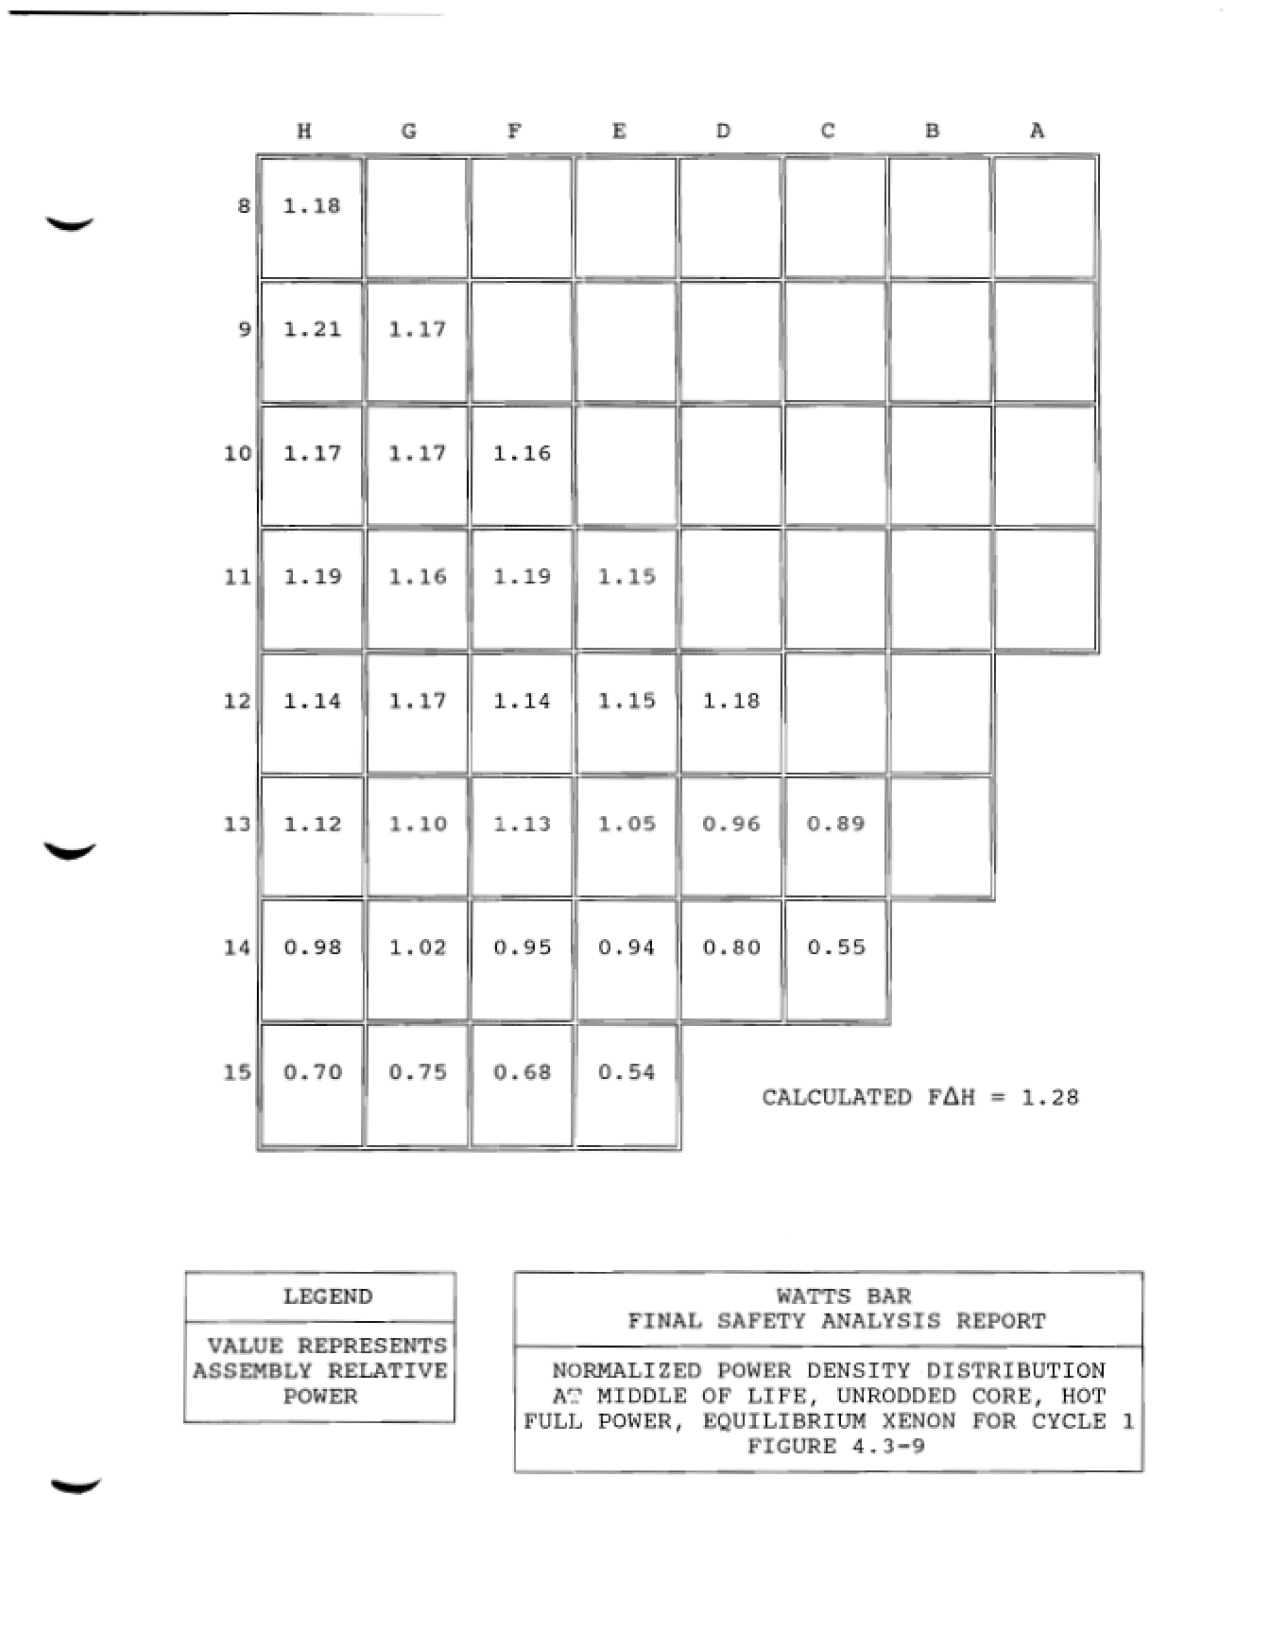 H G F E D C B A
8 1.18
9 1.21 1.17
10 1.17 1.17 1.16
11 1.19 1.16 1.19 1.15
12 1.14 1.17 1.14 1.15 1.18
13 1.12 1.10 1.13 1.05 0.96 0.89
14 0.98 1.02 0.95 0.94 0.80 0.55
15 0.70 0.75 0.68 0.54
CALCULATED FΔH = 1.28
LEGEND
VALUE REPRESENTS
ASSEMBLY RELATIVE
POWER
WATTS BAR
FINAL SAFETY ANALYSIS REPORT
NORMALIZED POWER DENSITY DISTRIBUTION
AT MIDDLE OF LIFE, UNRODDED CORE, HOT
FULL POWER, EQUILIBRIUM XENON FOR CYCLE 1
FIGURE 4.3-9